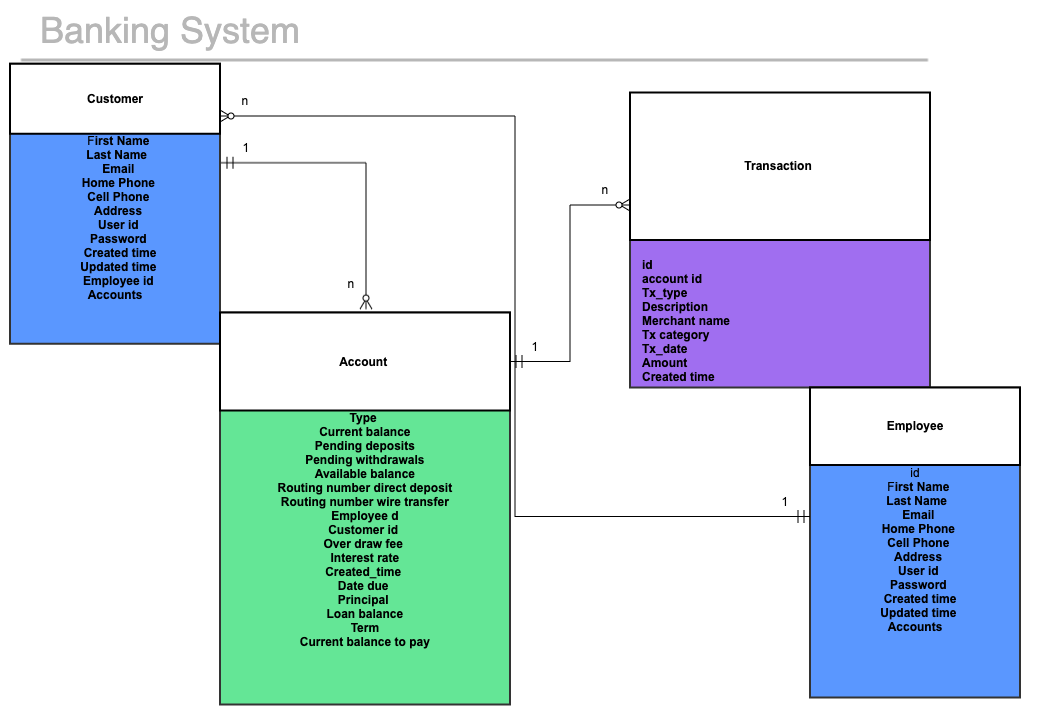 Banking System
Customer
First Name
Last Name
Email
Home Phone
Cell Phone
Address
User id
Password
Created time
Updated time
Employee id
Accounts
n
1
n
Account
Type
Current balance
Pending deposits
Pending withdrawals
Available balance
Routing number direct deposit
Routing number wire transfer
Employee d
Customer id
Over draw fee
Interest rate
Created_time
Date due
Principal
Loan balance
Term
Current balance to pay
1
n
Transaction
id
account id
Tx_type
Description
Merchant name
Tx category
Tx_date
Amount
Created time
1
Employee
id
First Name
Last Name
Email
Home Phone
Cell Phone
Address
User id
Password
Created time
Updated time
Accounts